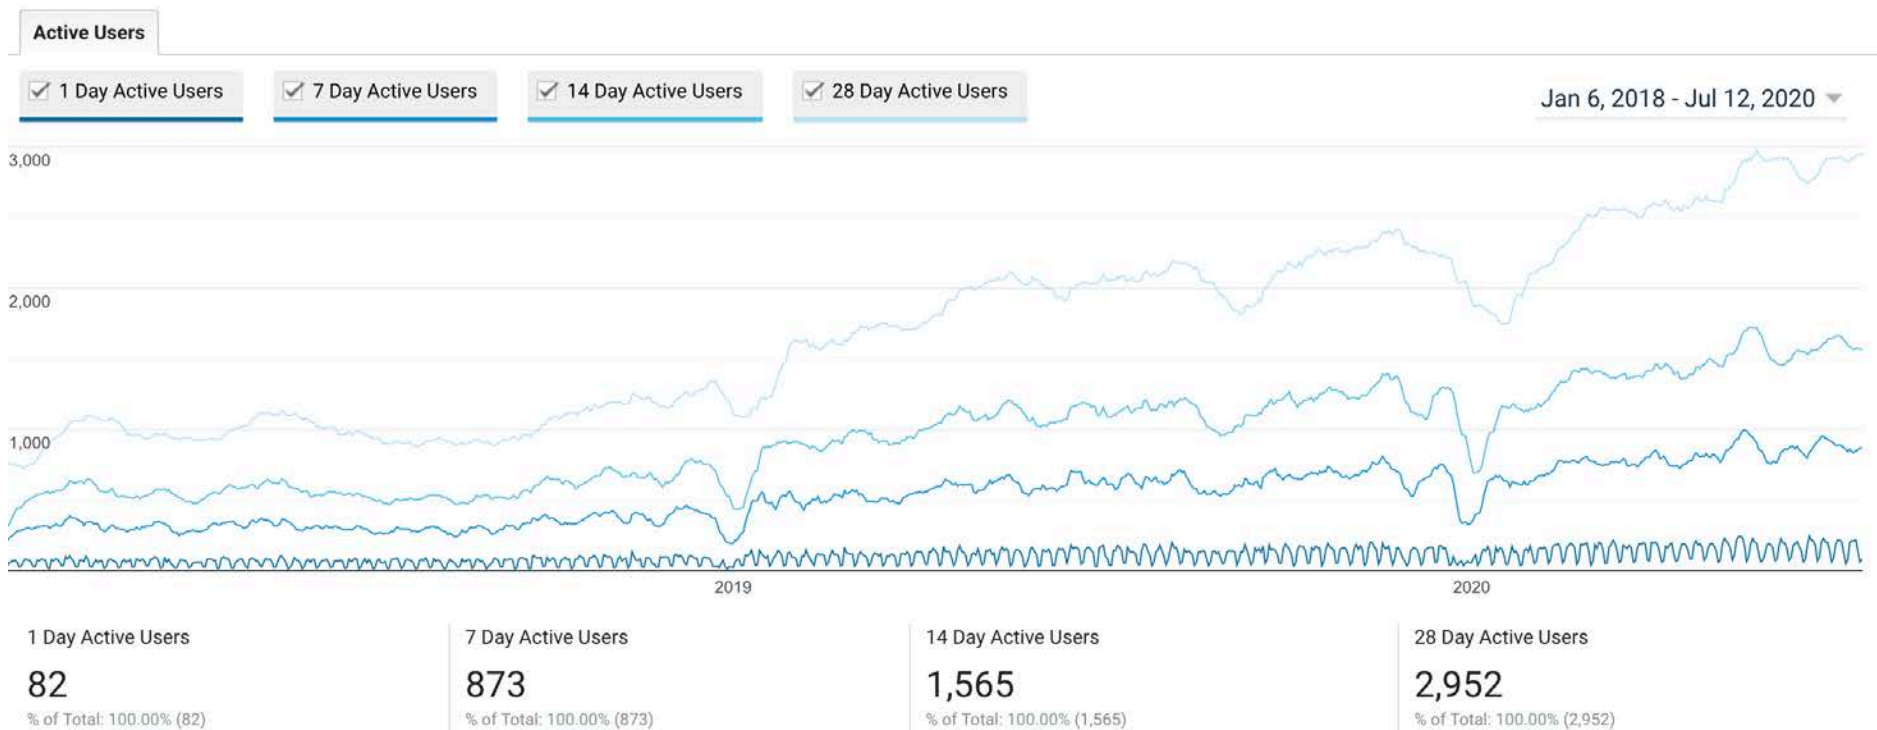 Active Users
1 Day Active Users
7 Day Active Users
14 Day Active Users
28 Day Active Users
Jan 6, 2018 - Jul 12, 2020
3,000
2,000
1,000
2019
2020
1 Day Active Users
82
% of Total: 100.00% (82)
7 Day Active Users
873
% of Total: 100.00% (873)
14 Day Active Users
1,565
% of Total: 100.00% (1,565)
28 Day Active Users
2,952
% of Total: 100.00% (2,952)